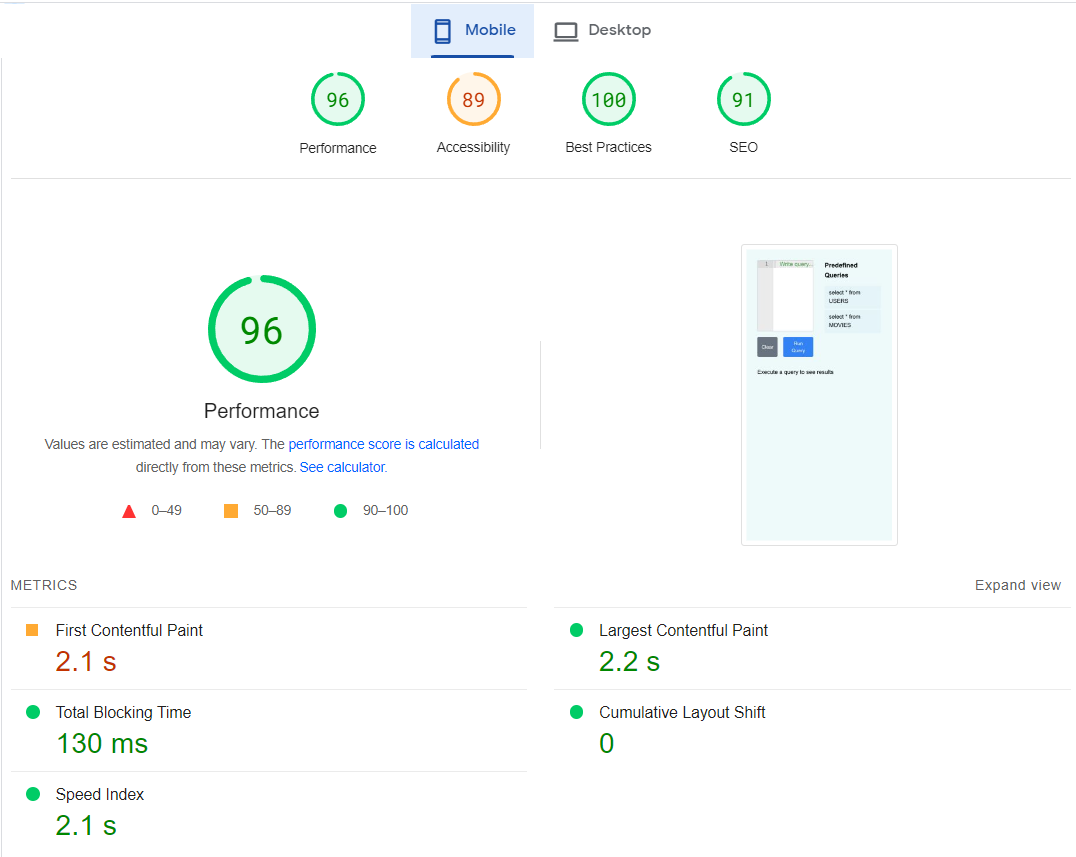 Mobile
Desktop
96
89
100
91
Performance
Accessibility
Best Practices
SEO
96
Performance
Values are estimated and may vary. The performance score is calculated
directly from these metrics. See calculator.
0–49
50–89
90–100
1
Write query...
Predefined
Queries
select * from
USERS
select * from
MOVIES
Clear
Run
Query
Execute a query to see results
METRICS
Expand view
First Contentful Paint
2.1 s
Largest Contentful Paint
2.2 s
Total Blocking Time
130 ms
Cumulative Layout Shift
0
Speed Index
2.1 s